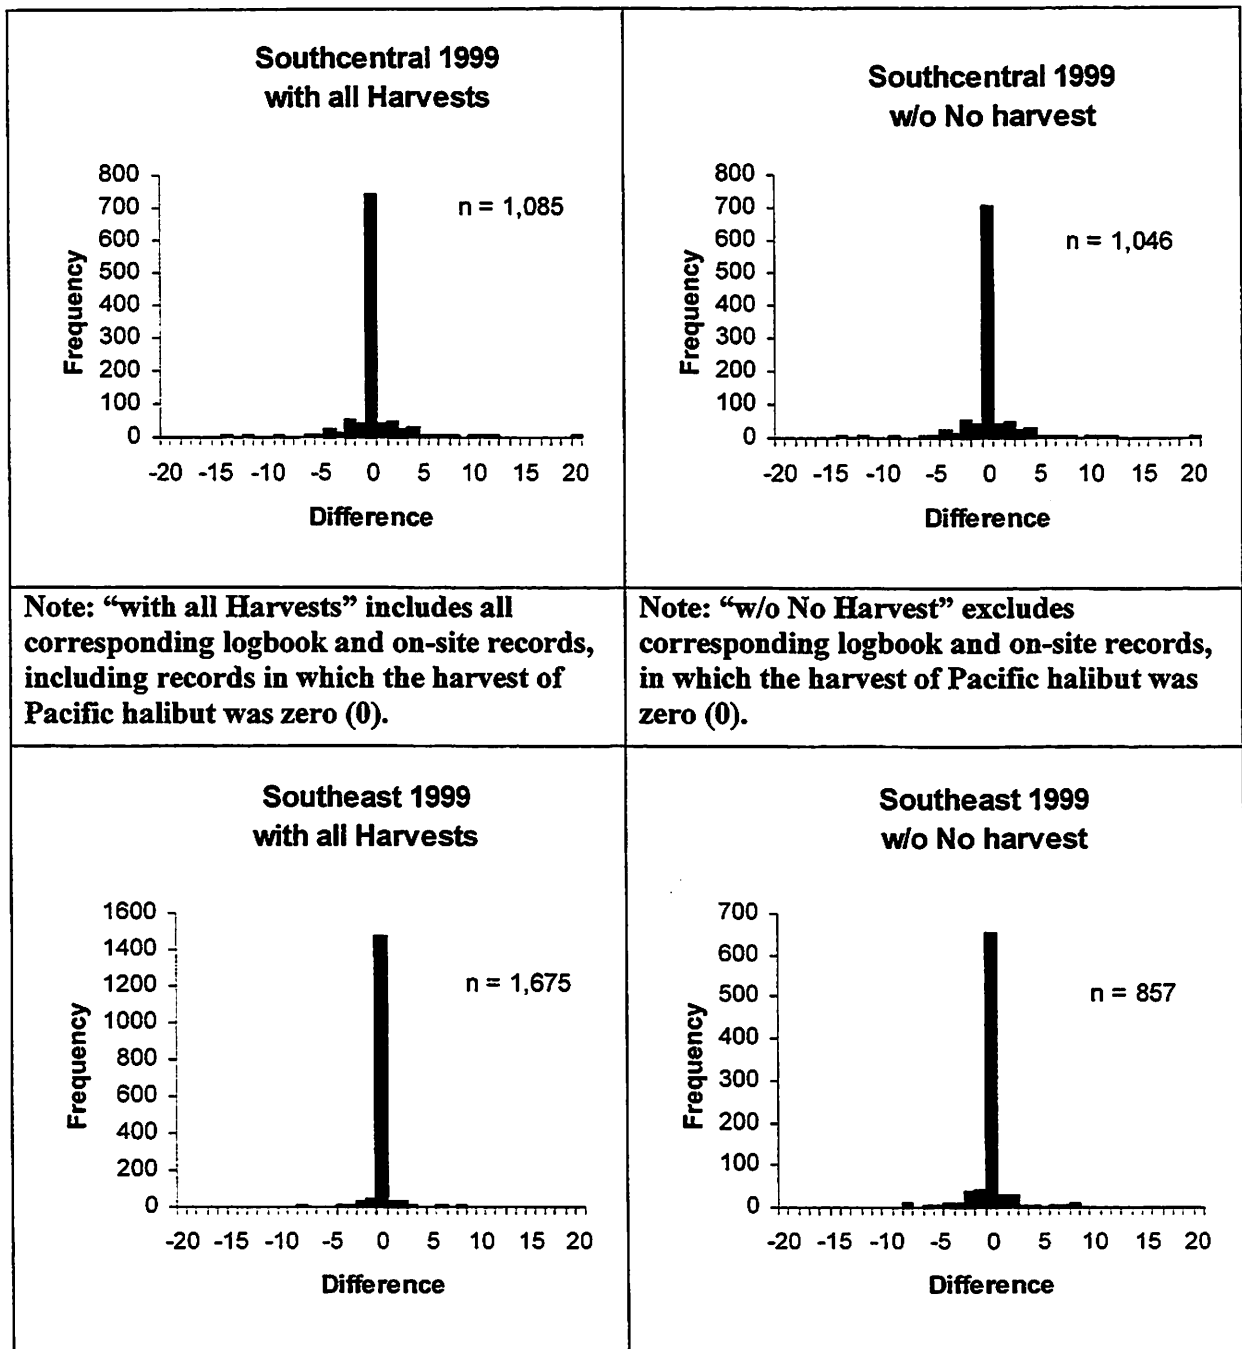 Southcentral 1999
with all Harvests
800
700
600
500
400
300
200
100
0
Frequency
n = 1,085
-20 -15 -10 -5 0 5 10 15 20
Difference
Southcentral 1999
w/o No harvest
800
700
600
500
400
300
200
100
0
Frequency
n = 1,046
-20 -15 -10 -5 0 5 10 15 20
Difference
Note: “with all Harvests” includes all
corresponding logbook and on-site records,
including records in which the harvest of
Pacific halibut was zero (0).
Note: “w/o No Harvest” excludes
corresponding logbook and on-site records,
in which the harvest of Pacific halibut was
zero (0).
Southeast 1999
with all Harvests
1600
1400
1200
1000
800
600
400
200
0
Frequency
n = 1,675
-20 -15 -10 -5 0 5 10 15 20
Difference
Southeast 1999
w/o No harvest
700
600
500
400
300
200
100
0
Frequency
n = 857
-20 -15 -10 -5 0 5 10 15 20
Difference